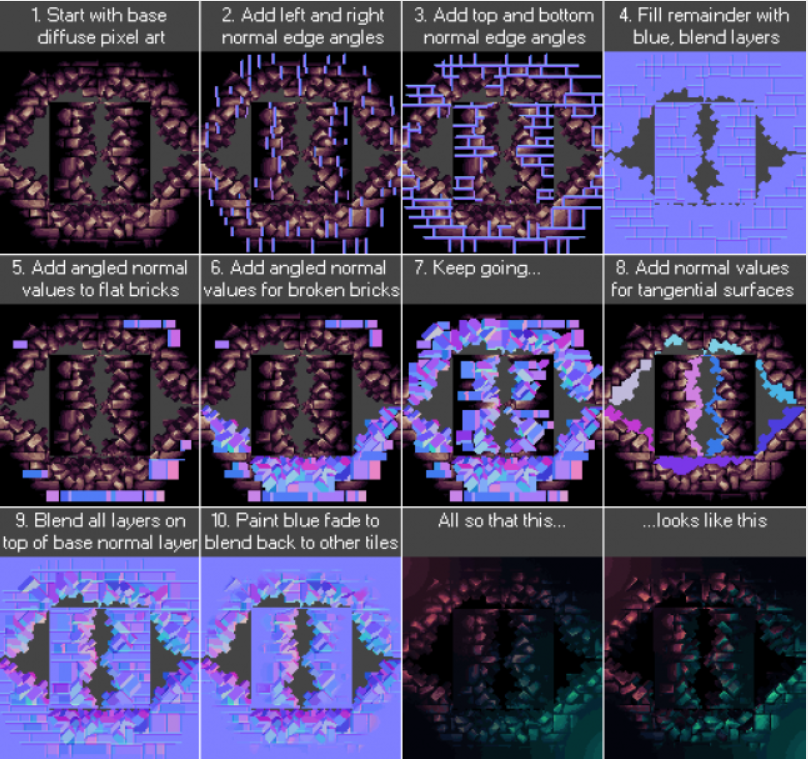 1. Start with base
diffuse pixel art
2. Add left and right
normal edge angles
3. Add top and bottom
normal edge angles
4. Fill remainder with
blue, blend layers
5. Add angled normal
values to flat bricks
6. Add angled normal
values for broken bricks
7. Keep going...
8. Add normal values
for tangential surfaces
9. Blend all layers on
top of base normal layer
10. Paint blue fade to
blend back to other tiles
All so that this...
...looks like this